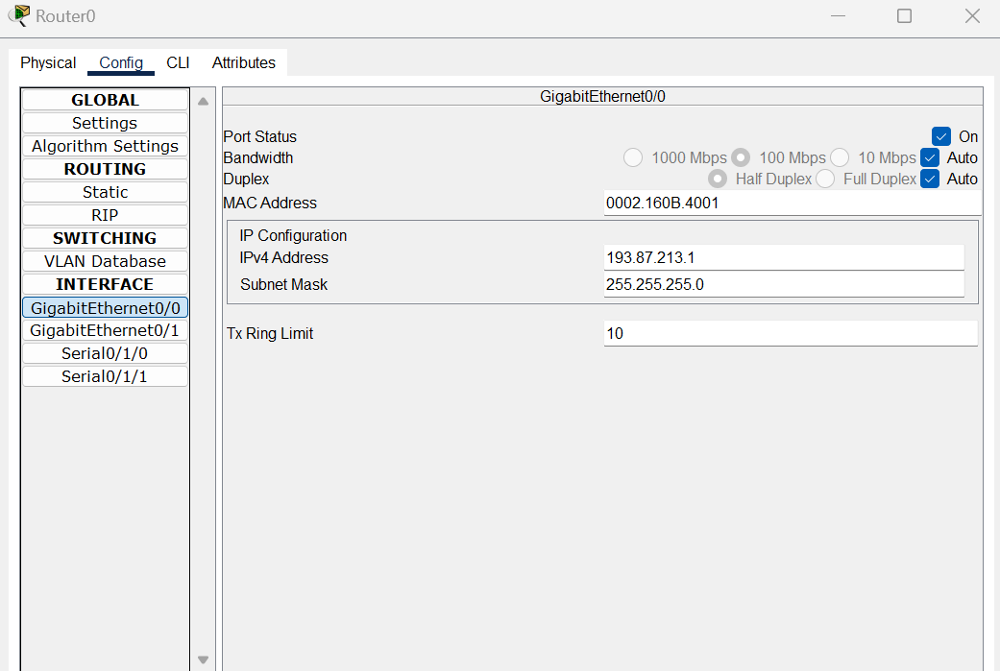 Router0
Physical Config CLI Attributes
GLOBAL
Settings
Algorithm Settings
ROUTING
Static
RIP
SWITCHING
VLAN Database
INTERFACE
GigabitEthernet0/0
GigabitEthernet0/1
Serial0/1/0
Serial0/1/1
GigabitEthernet0/0
Port Status On
Bandwidth 1000 Mbps 100 Mbps 10 Mbps Auto
Duplex Half Duplex Full Duplex Auto
MAC Address 0002.160B.4001
IP Configuration
IPv4 Address 193.87.213.1
Subnet Mask 255.255.255.0
Tx Ring Limit 10